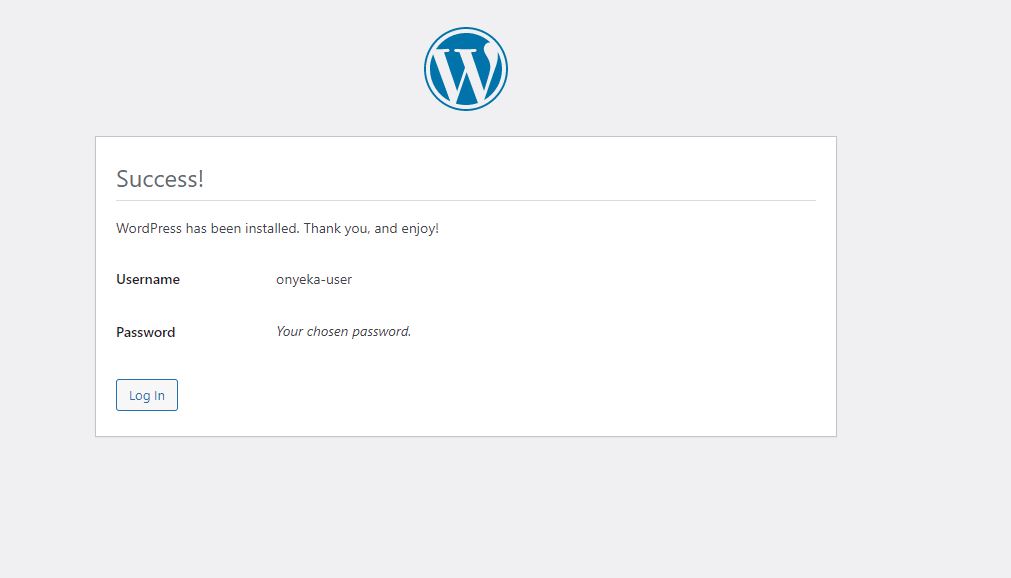 Success!
WordPress has been installed. Thank you, and enjoy!
Username onyeka-user
Password Your chosen password.
Log In